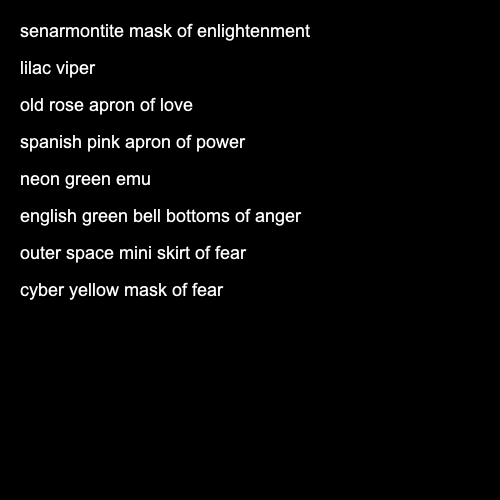 senarmontite mask of enlightenment
lilac viper
old rose apron of love
spanish pink apron of power
neon green emu
english green bell bottoms of anger
outer space mini skirt of fear
cyber yellow mask of fear